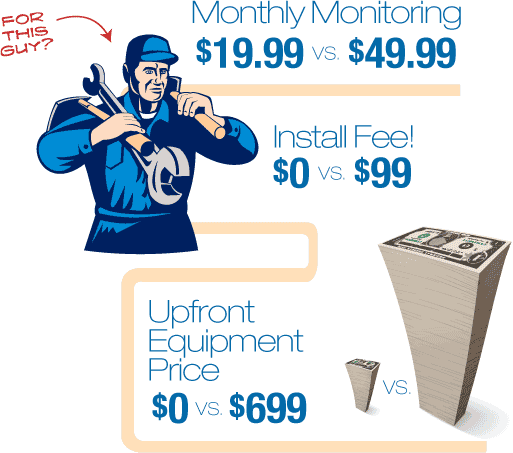 FOR
THIS
GUY?
Monthly Monitoring
$19.99 vs. $49.99
Install Fee!
$0 vs. $99
Upfront
Equipment
Price
$0 vs. $699
vs.